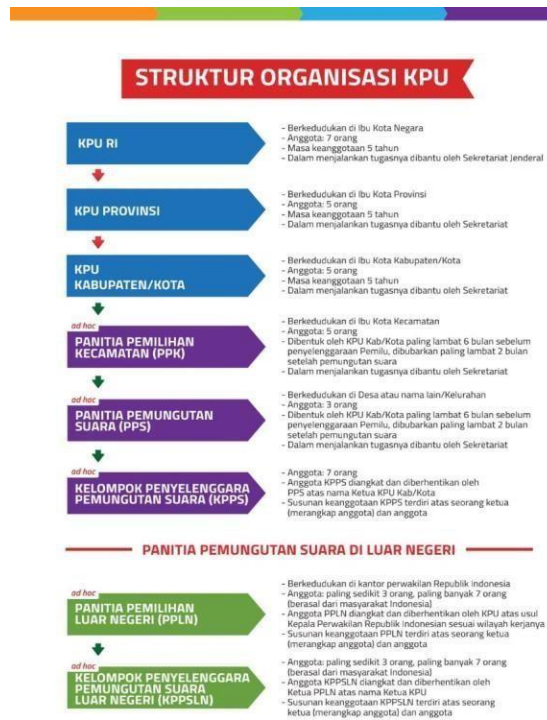 STRUKTUR ORGANISASI KPU
KPU RI
- Berkedudukan di Ibu Kota Negara
- Anggota: 7 orang
- Masa keanggotaan 5 tahun
- Dalam menjalankan tugasnya dibantu oleh Sekretariat Jenderal
KPU PROVINSI
- Berkedudukan di Ibu Kota Provinsi
- Anggota: 5 orang
- Masa keanggotaan 5 tahun
- Dalam menjalankan tugasnya dibantu oleh Sekretariat
KPU
KABUPATEN/KOTA
- Berkedudukan di Ibu Kota Kabupaten/Kota
- Anggota: 5 orang
- Masa keanggotaan 5 tahun
- Dalam menjalankan tugasnya dibantu oleh Sekretariat
ad hoc
PANITIA PEMILIHAN
KECAMATAN (PPK)
- Berkedudukan di Ibu Kota Kecamatan
- Anggota: 5 orang
- Dibentuk oleh KPU Kab/Kota paling lambat 6 bulan sebelum
penyelenggaraan Pemilu, dibubarkan paling lambat 2 bulan
setelah pemungutan suara
- Dalam menjalankan tugasnya dibantu oleh Sekretariat
ad hoc
PANITIA PEMUNGUTAN
SUARA (PPS)
- Berkedudukan di Desa atau nama lain/Kelurahan
- Anggota: 3 orang
- Dibentuk oleh KPU Kab/Kota paling lambat 6 bulan sebelum
penyelenggaraan Pemilu, dibubarkan paling lambat 2 bulan
setelah pemungutan suara
- Dalam menjalankan tugasnya dibantu oleh Sekretariat
ad hoc
KELOMPOK PENYELENGGARA
PEMUNGUTAN SUARA (KPPS)
- Anggota: 7 orang
- Anggota KPPS diangkat dan diberhentikan oleh
PPS atas nama Ketua KPU Kab/Kota
- Susunan keanggotaan KPPS terdiri atas seorang ketua
(merangkap anggota) dan anggota
PANITIA PEMUNGUTAN SUARA DI LUAR NEGERI
ad hoc
PANITIA PEMILIHAN
LUAR NEGERI (PPLN)
- Berkedudukan di kantor perwakilan Republik Indonesia
- Anggota: paling sedikit 3 orang, paling banyak 7 orang
(berasal dari masyarakat Indonesia)
- Anggota PPLN diangkat dan diberhentikan oleh KPU atas usul
Kepala Perwakilan Republik Indonesia sesuai wilayah kerjanya
- Susunan keanggotaan PPLN terdiri atas seorang ketua
(merangkap anggota) dan anggota
ad hoc
KELOMPOK PENYELENGGARA
PEMUNGUTAN SUARA
LUAR NEGERI (KPPSLN)
- Anggota: paling sedikit 3 orang, paling banyak 7 orang
(berasal dari masyarakat Indonesia)
- Anggota KPPSLN diangkat dan diberhentikan oleh
Ketua PPLN atas nama Ketua KPU
- Susunan keanggotaan KPPSLN terdiri atas seorang
ketua (merangkap anggota) dan anggota